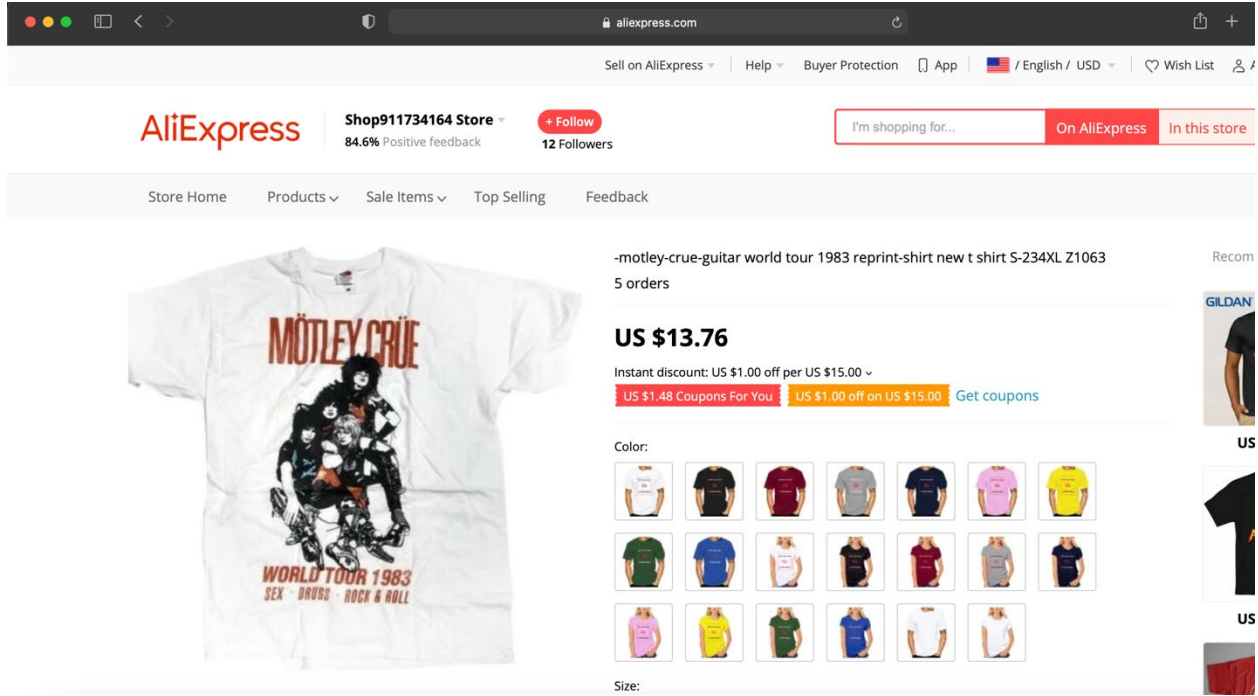 aliexpress.com
Sell on AliExpress
Help
Buyer Protection
App
/ English / USD
Wish List
AliExpress
Shop911734164 Store
84.6% Positive feedback
+ Follow
12 Followers
I'm shopping for...
On AliExpress
In this store
Store Home
Products
Sale Items
Top Selling
Feedback
MÖTLEY CRÜE
WORLD TOUR 1983
SEX - DRUGS - ROCK & ROLL
-motley-crue-guitar world tour 1983 reprint-shirt new t shirt S-234XL Z1063
5 orders
US $13.76
Instant discount: US $1.00 off per US $15.00
US $1.48 Coupons For You
US $1.00 off on US $15.00
Get coupons
Color:
Size:
Recom
GILDAN
US
US